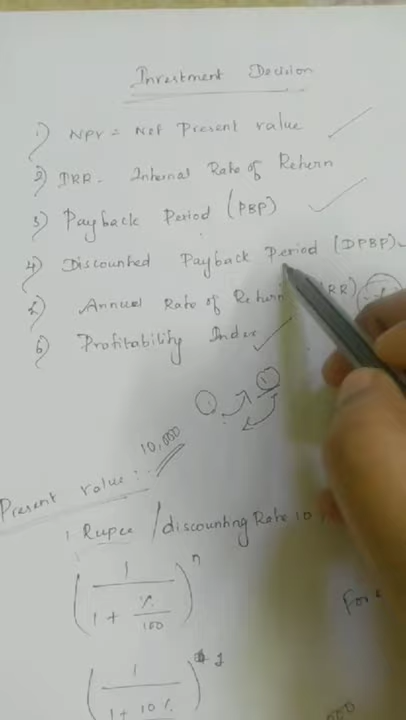 Investment Decision
1) NPV = Net Present value
2) IRR - Internal Rate of Return
3) Payback Period (PBP)
4) Discounted Payback Period (DPBP)
5) Annual Rate of Return RR)
6) Profitability Index
10,000
Present value :-
1 Rupee / discounting Rate 10
(1 / 1 + %/100)^n
For
(1 / 1 + 10%